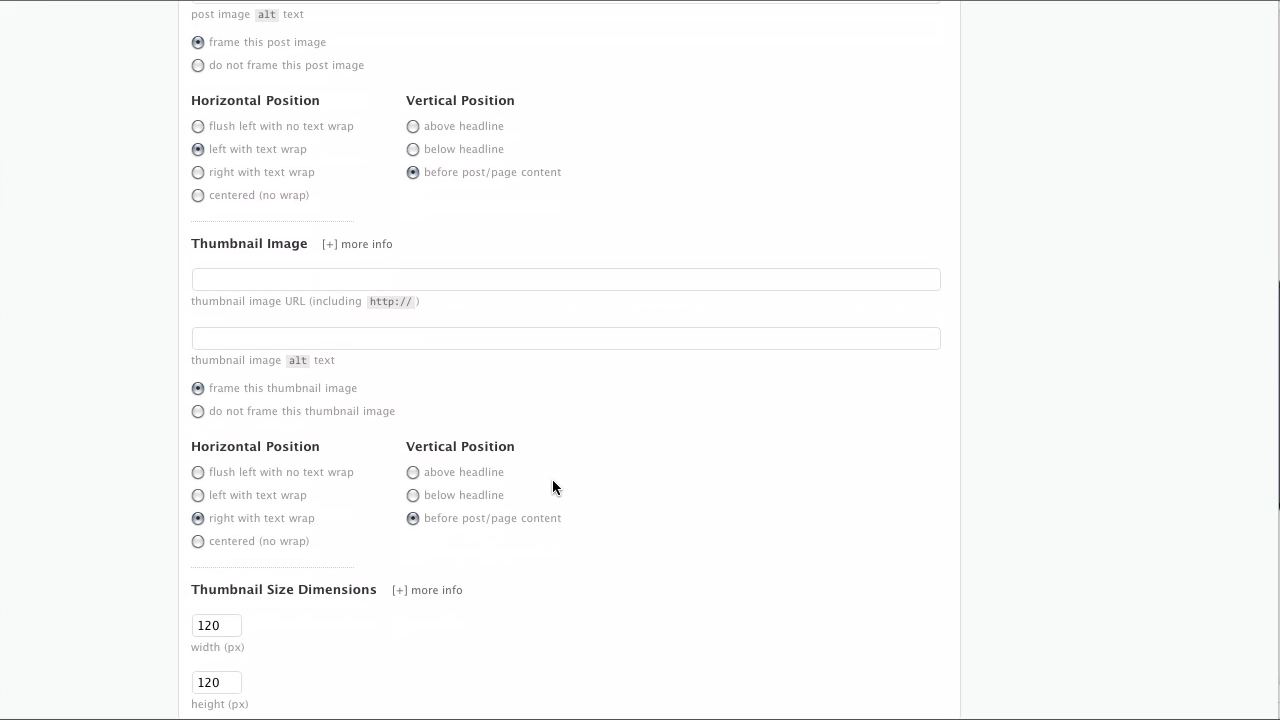 post image alt text
frame this post image
do not frame this post image
Horizontal Position
flush left with no text wrap
left with text wrap
right with text wrap
centered (no wrap)
Vertical Position
above headline
below headline
before post/page content
Thumbnail Image [+] more info
thumbnail image URL (including http://)
thumbnail image alt text
frame this thumbnail image
do not frame this thumbnail image
Horizontal Position
flush left with no text wrap
left with text wrap
right with text wrap
centered (no wrap)
Vertical Position
above headline
below headline
before post/page content
Thumbnail Size Dimensions [+] more info
120
width (px)
120
height (px)